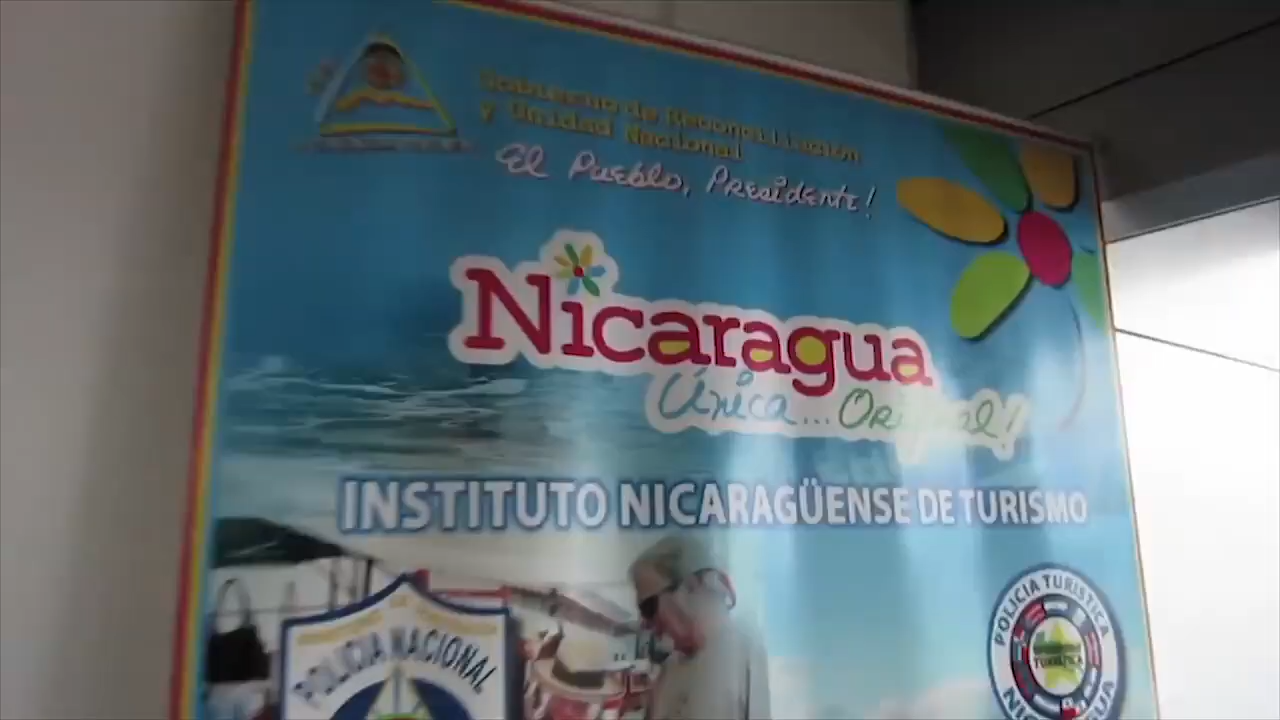 Gobierno de Reconciliación
y Unidad Nacional
El Pueblo, Presidente!
Nicaragua
Única... Original!
INSTITUTO NICARAGÜENSE DE TURISMO
POLICIA NACIONAL
POLICIA TURISTICA
TURISTICA